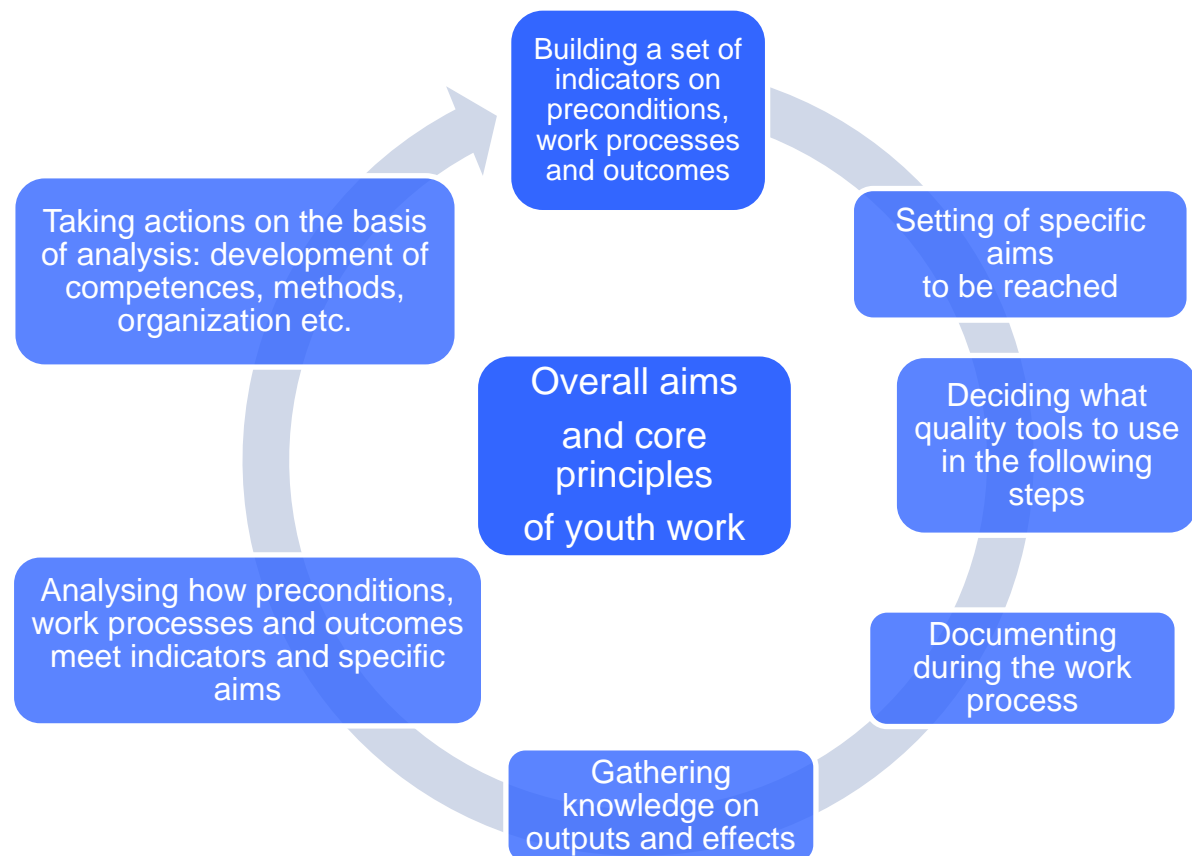 Building a set of
indicators on
preconditions,
work processes
and outcomes
Setting of specific
aims
to be reached
Deciding what
quality tools to use
in the following
steps
Documenting
during the work
process
Gathering
knowledge on
outputs and effects
Analysing how preconditions,
work processes and outcomes
meet indicators and specific
aims
Taking actions on the basis
of analysis: development of
competences, methods,
organization etc.
Overall aims
and core
principles
of youth work